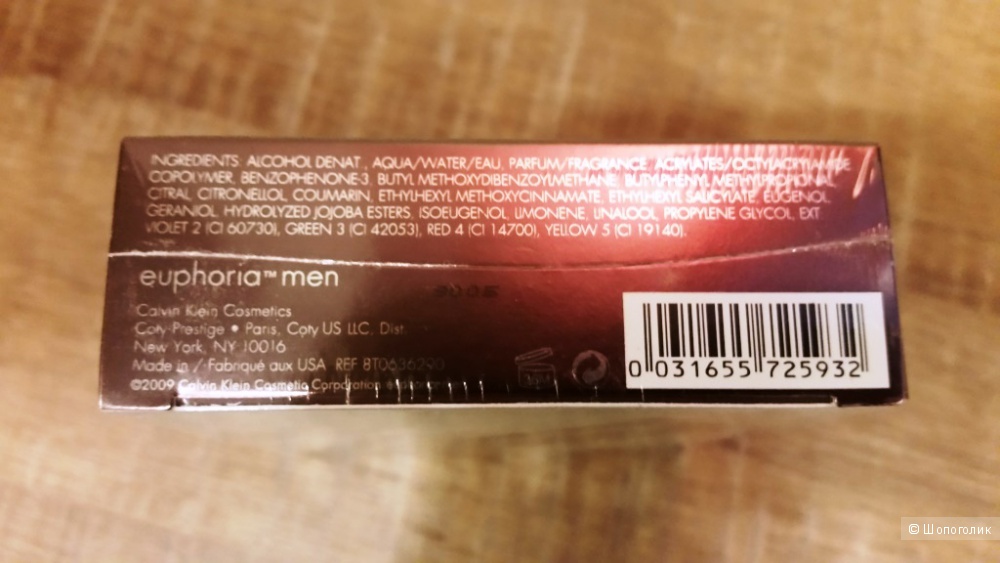 INGREDIENTS: ALCOHOL DENAT., AQUA/WATER/EAU, PARFUM/FRAGRANCE, ACRYLATES/OCTYLACRYLAMIDE
COPOLYMER, BENZOPHENONE-3, BUTYL METHOXYDIBENZOYLMETHANE, BUTYLPHENYL METHYLPROPIONAL,
CITRAL, CITRONELLOL, COUMARIN, ETHYLHEXYL METHOXYCINNAMATE, ETHYLHEXYL SALICYLATE, EUGENOL,
GERANIOL, HYDROLYZED JOJOBA ESTERS, ISOEUGENOL, LIMONENE, LINALOOL, PROPYLENE GLYCOL, EXT
VIOLET 2 (CI 60730), GREEN 3 (CI 42053), RED 4 (CI 14700), YELLOW 5 (CI 19140).
euphoria™ men
Calvin Klein Cosmetics
Coty Prestige • Paris, Coty US LLC, Dist.
New York, NY 10016
Made in / Fabriqué aux USA REF BT0636290
©2009 Calvin Klein Cosmetic Corporation
0 031655 725932
© Шопоголик